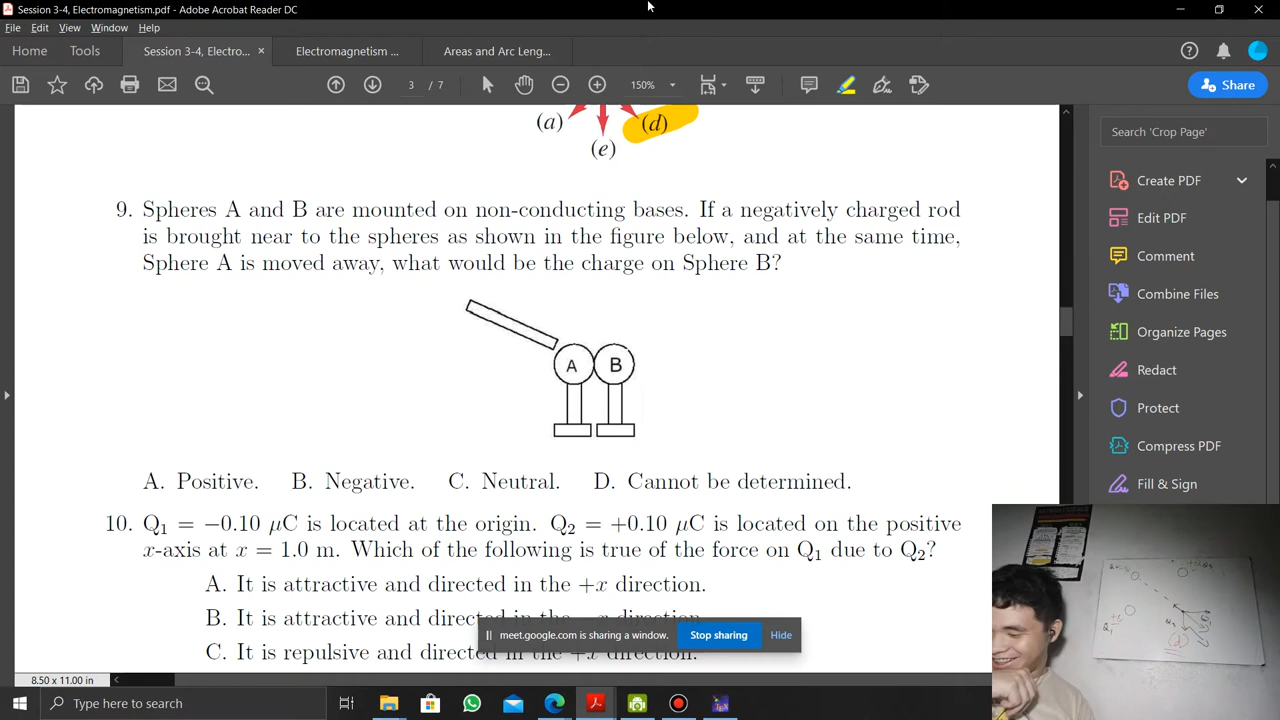 Session 3-4, Electromagnetism.pdf - Adobe Acrobat Reader DC
File Edit View Window Help
Home Tools Session 3-4, Electro... × Electromagnetism ... Areas and Arc Leng...
3 / 7 150% Share
(a) (d)
(e)
Search 'Crop Page'
Create PDF
Edit PDF
Comment
Combine Files
Organize Pages
Redact
Protect
Compress PDF
Fill & Sign
9. Spheres A and B are mounted on non-conducting bases. If a negatively charged rod
is brought near to the spheres as shown in the figure below, and at the same time,
Sphere A is moved away, what would be the charge on Sphere B?
A B
A. Positive. B. Negative. C. Neutral. D. Cannot be determined.
10. Q₁ = −0.10 μC is located at the origin. Q₂ = +0.10 μC is located on the positive
x-axis at x = 1.0 m. Which of the following is true of the force on Q₁ due to Q₂?
A. It is attractive and directed in the +x direction.
B. It is attractive and directed in the direction.
C. It is repulsive and directed in the +x direction.
meet.google.com is sharing a window. Stop sharing Hide
8.50 x 11.00 in
Type here to search